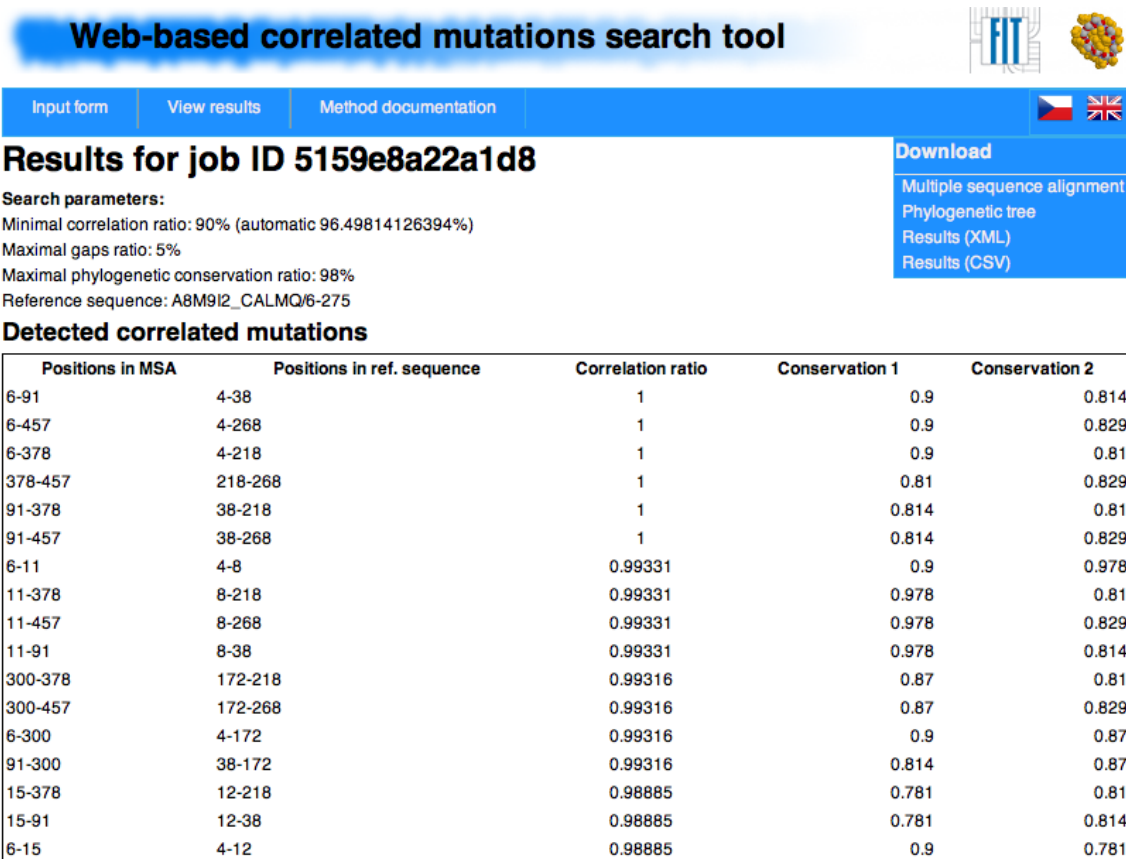 Web-based correlated mutations search tool
FIT
Input form View results Method documentation
Results for job ID 5159e8a22a1d8
Download
Multiple sequence alignment
Phylogenetic tree
Results (XML)
Results (CSV)
Search parameters:
Minimal correlation ratio: 90% (automatic 96.49814126394%)
Maximal gaps ratio: 5%
Maximal phylogenetic conservation ratio: 98%
Reference sequence: A8M9I2_CALMQ/6-275
Detected correlated mutations
Positions in MSA Positions in ref. sequence Correlation ratio Conservation 1 Conservation 2
6-91 4-38 1 0.9 0.814
6-457 4-268 1 0.9 0.829
6-378 4-218 1 0.9 0.81
378-457 218-268 1 0.81 0.829
91-378 38-218 1 0.814 0.81
91-457 38-268 1 0.814 0.829
6-11 4-8 0.99331 0.9 0.978
11-378 8-218 0.99331 0.978 0.81
11-457 8-268 0.99331 0.978 0.829
11-91 8-38 0.99331 0.978 0.814
300-378 172-218 0.99316 0.87 0.81
300-457 172-268 0.99316 0.87 0.829
6-300 4-172 0.99316 0.9 0.87
91-300 38-172 0.99316 0.814 0.87
15-378 12-218 0.98885 0.781 0.81
15-91 12-38 0.98885 0.781 0.814
6-15 4-12 0.98885 0.9 0.781